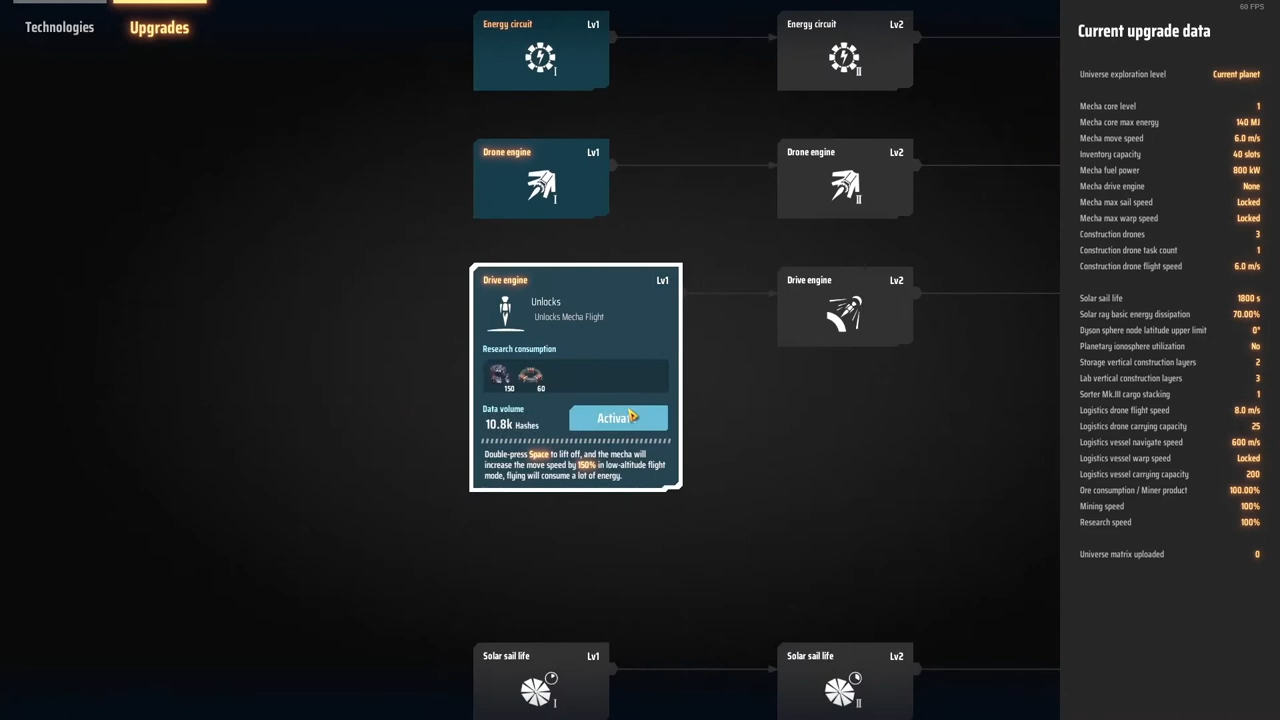 60 FPS
Technologies
Upgrades
Energy circuit Lv1
I
Energy circuit Lv2
II
Drone engine Lv1
I
Drone engine Lv2
II
Drive engine Lv1
Unlocks
Unlocks Mecha Flight
Research consumption
150 60
Data volume
10.8k Hashes
Double-press Space to lift off, and the mecha will
increase the move speed by 150% in low-altitude flight
mode, flying will consume a lot of energy.
Drive engine Lv2
Solar sail life Lv1
I
Solar sail life Lv2
II
Current upgrade data
Universe exploration level Current planet
Mecha core level 1
Mecha core max energy 140 MJ
Mecha move speed 6.0 m/s
Inventory capacity 40 slots
Mecha fuel power 800 kW
Mecha drive engine None
Mecha max sail speed Locked
Mecha max warp speed Locked
Construction drones 3
Construction drone task count 1
Construction drone flight speed 6.0 m/s
Solar sail life 1800 s
Solar ray basic energy dissipation 70.00%
Dyson sphere node latitude upper limit 0°
Planetary ionosphere utilization No
Storage vertical construction layers 2
Lab vertical construction layers 3
Sorter Mk.III cargo stacking 1
Logistics drone flight speed 8.0 m/s
Logistics drone carrying capacity 25
Logistics vessel navigate speed 600 m/s
Logistics vessel warp speed Locked
Logistics vessel carrying capacity 200
Ore consumption / Miner product 100.00%
Mining speed 100%
Research speed 100%
Universe matrix uploaded 0